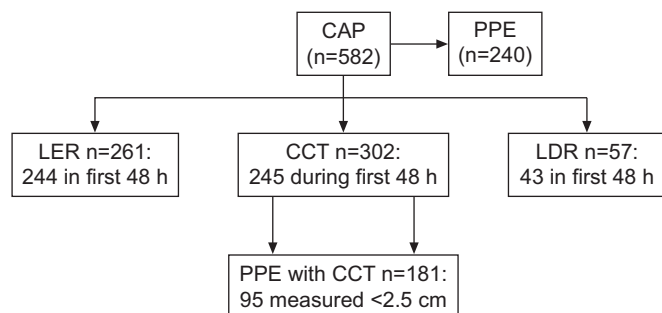 CAP
(n=582)
PPE
(n=240)
LER n=261:
244 in first 48 h
CCT n=302:
245 during first 48 h
LDR n=57:
43 in first 48 h
PPE with CCT n=181:
95 measured <2.5 cm